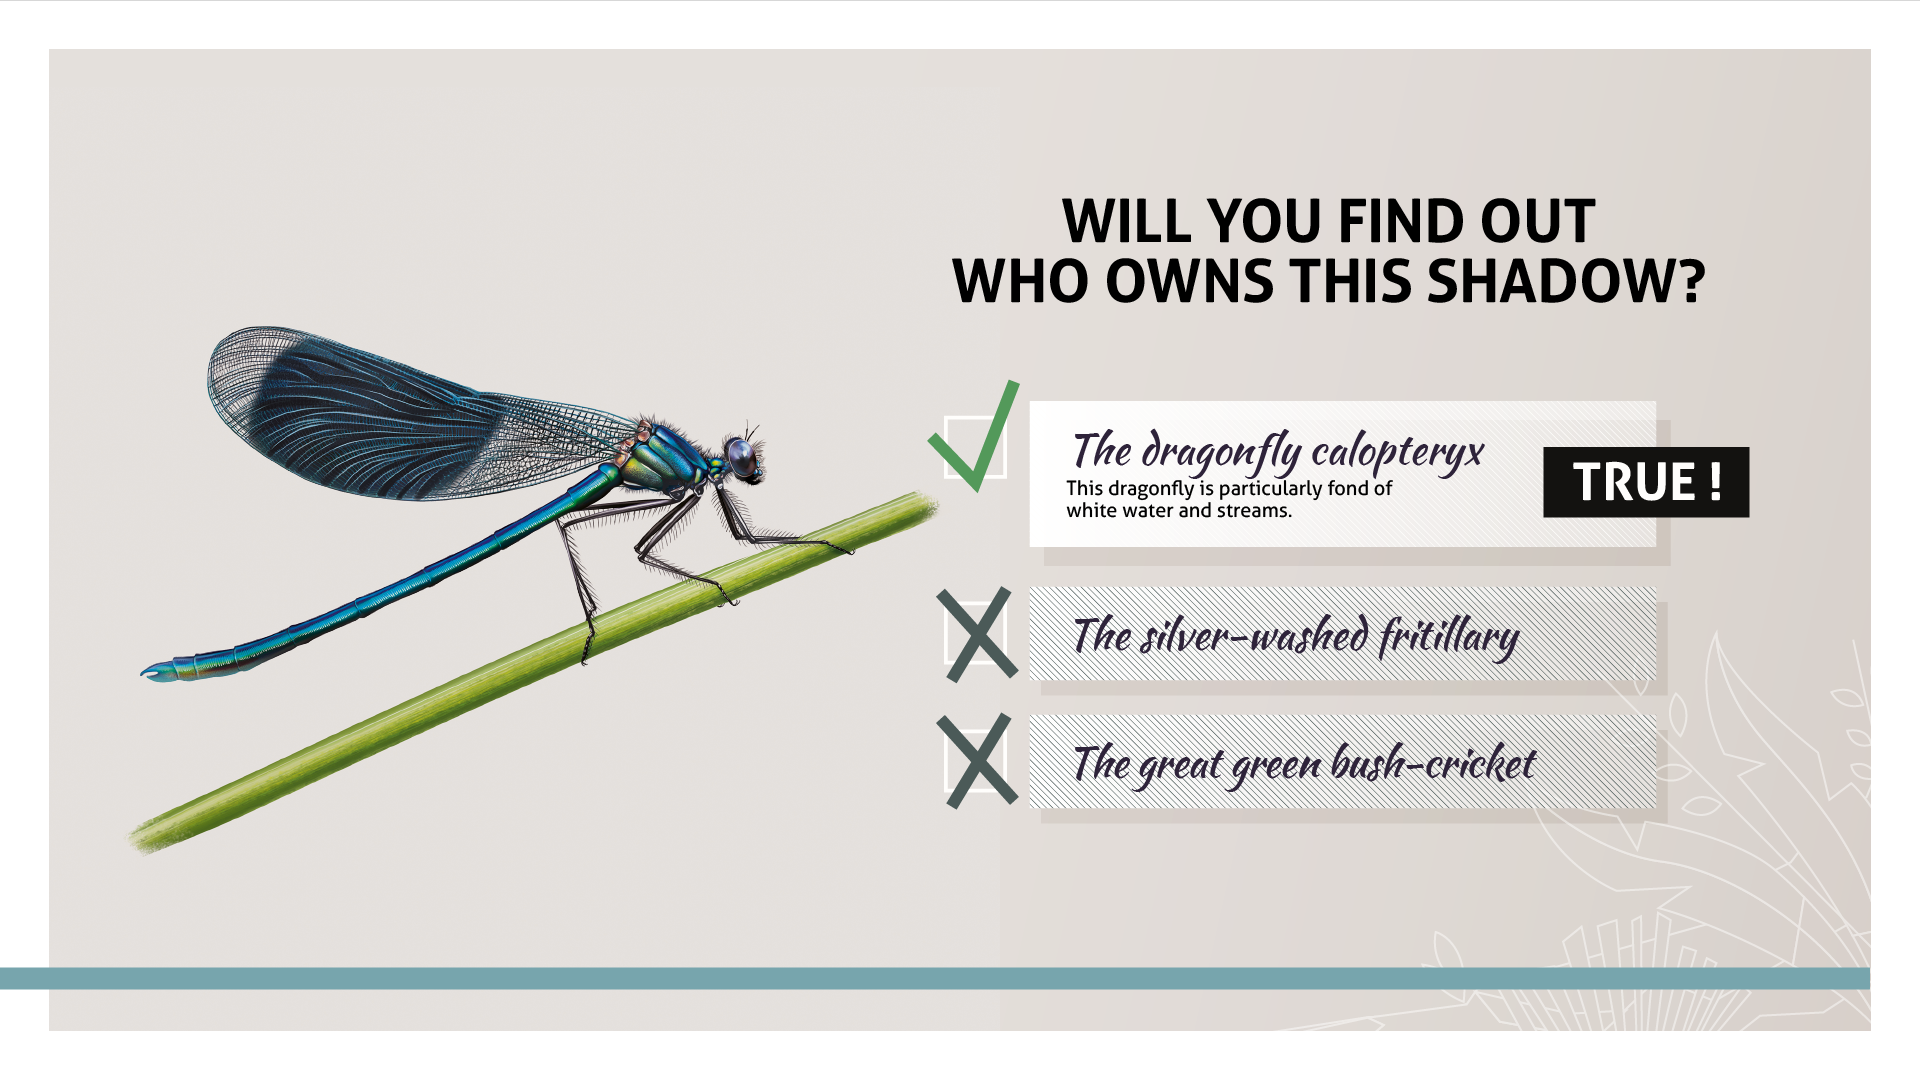 WILL YOU FIND OUT
WHO OWNS THIS SHADOW?
The dragonfly calopteryx
This dragonfly is particularly fond of
white water and streams.
TRUE !
The silver-washed fritillary
The great green bush-cricket